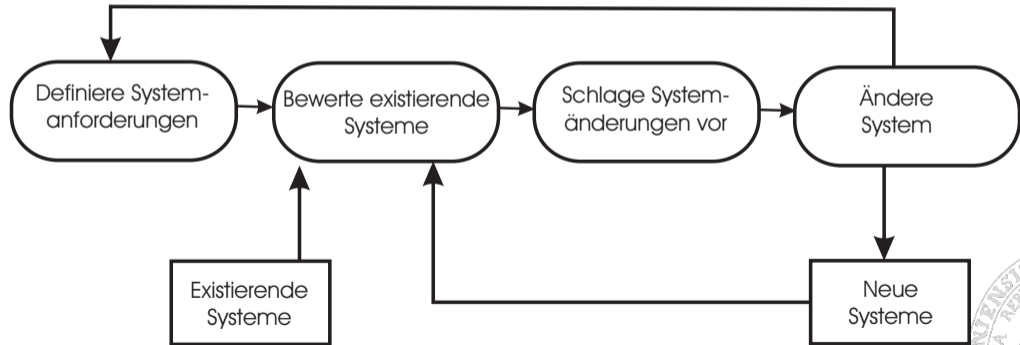 Definiere System-
anforderungen
Bewerte existierende
Systeme
Schlage System-
änderungen vor
Ändere
System
Existierende
Systeme
Neue
Systeme